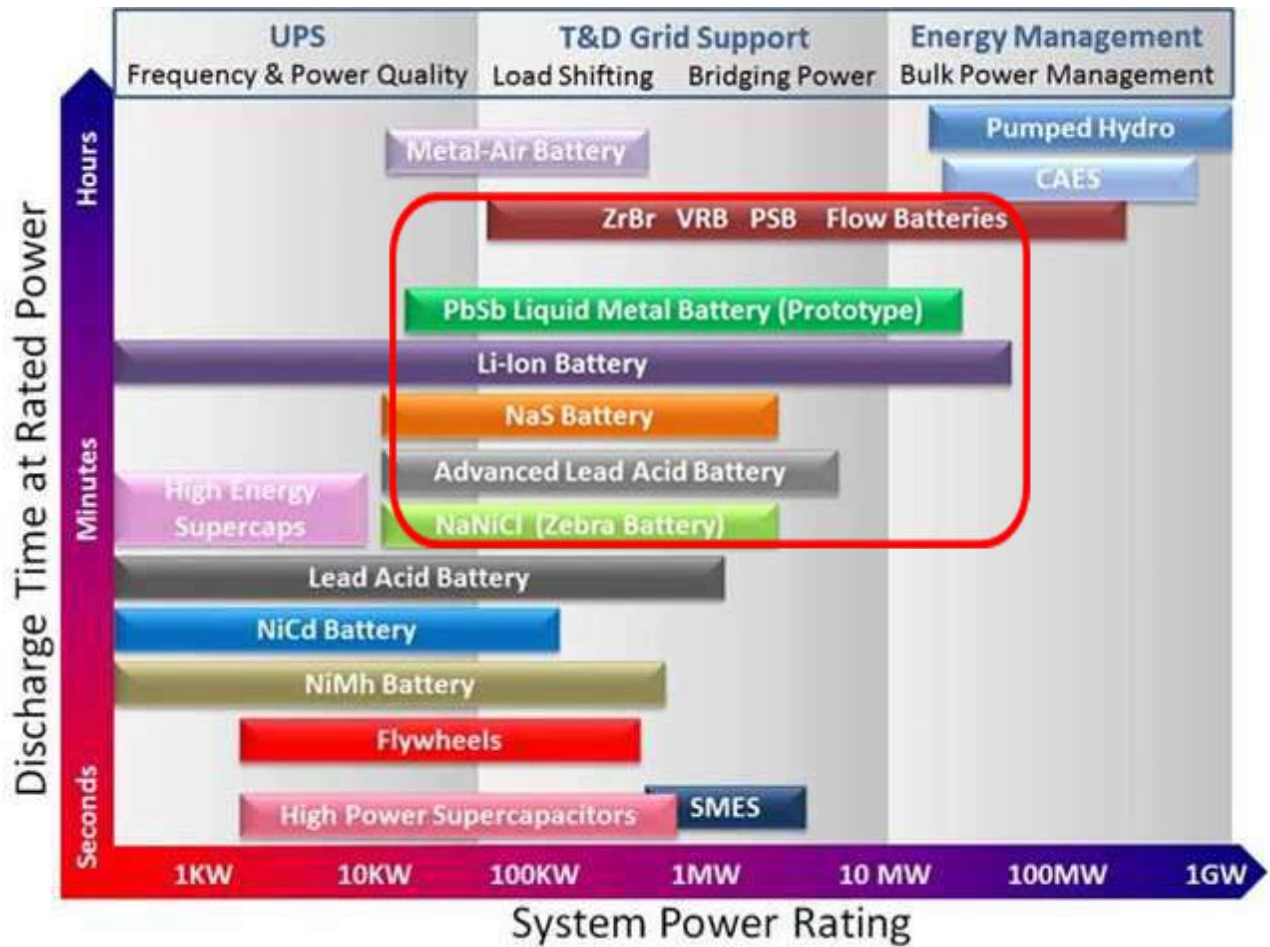 UPS
Frequency & Power Quality
T&D Grid Support
Load Shifting Bridging Power
Energy Management
Bulk Power Management
Discharge Time at Rated Power
Hours
Minutes
Seconds
Pumped Hydro
Metal-Air Battery
CAES
ZrBr VRB PSB Flow Batteries
PbSb Liquid Metal Battery (Prototype)
Li-Ion Battery
NaS Battery
Advanced Lead Acid Battery
High Energy
Supercaps
NaNiCl (Zebra Battery)
Lead Acid Battery
NiCd Battery
NiMh Battery
Flywheels
High Power Supercapacitors
SMES
1KW 10KW 100KW 1MW 10 MW 100MW 1GW
System Power Rating